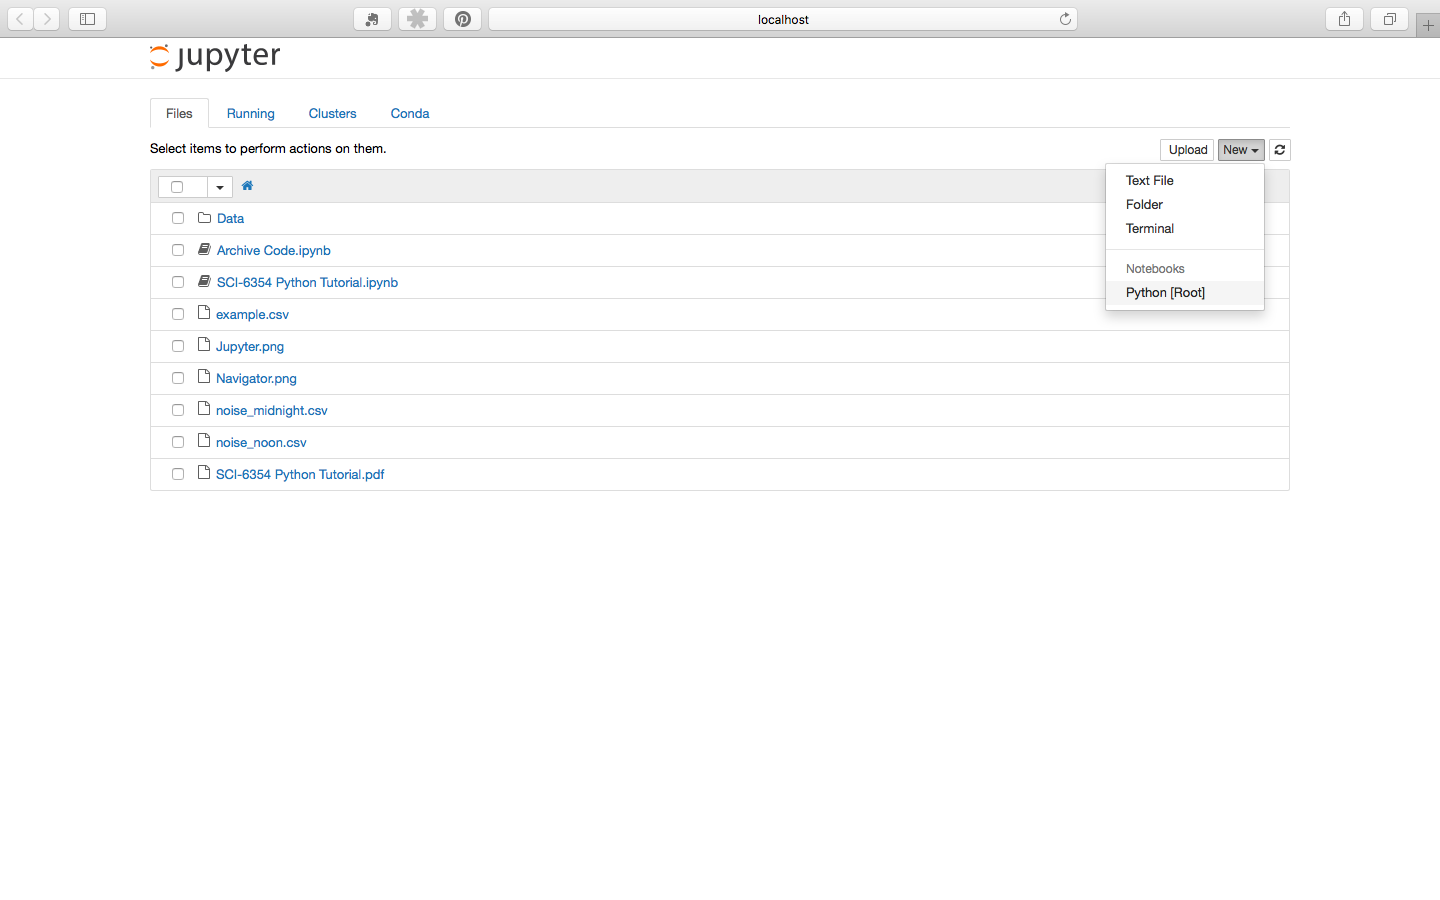 localhost
jupyter
Files Running Clusters Conda
Select items to perform actions on them.
Upload New
Text File
Folder
Terminal
Notebooks
Python [Root]
Data
Archive Code.ipynb
SCI-6354 Python Tutorial.ipynb
example.csv
Jupyter.png
Navigator.png
noise_midnight.csv
noise_noon.csv
SCI-6354 Python Tutorial.pdf